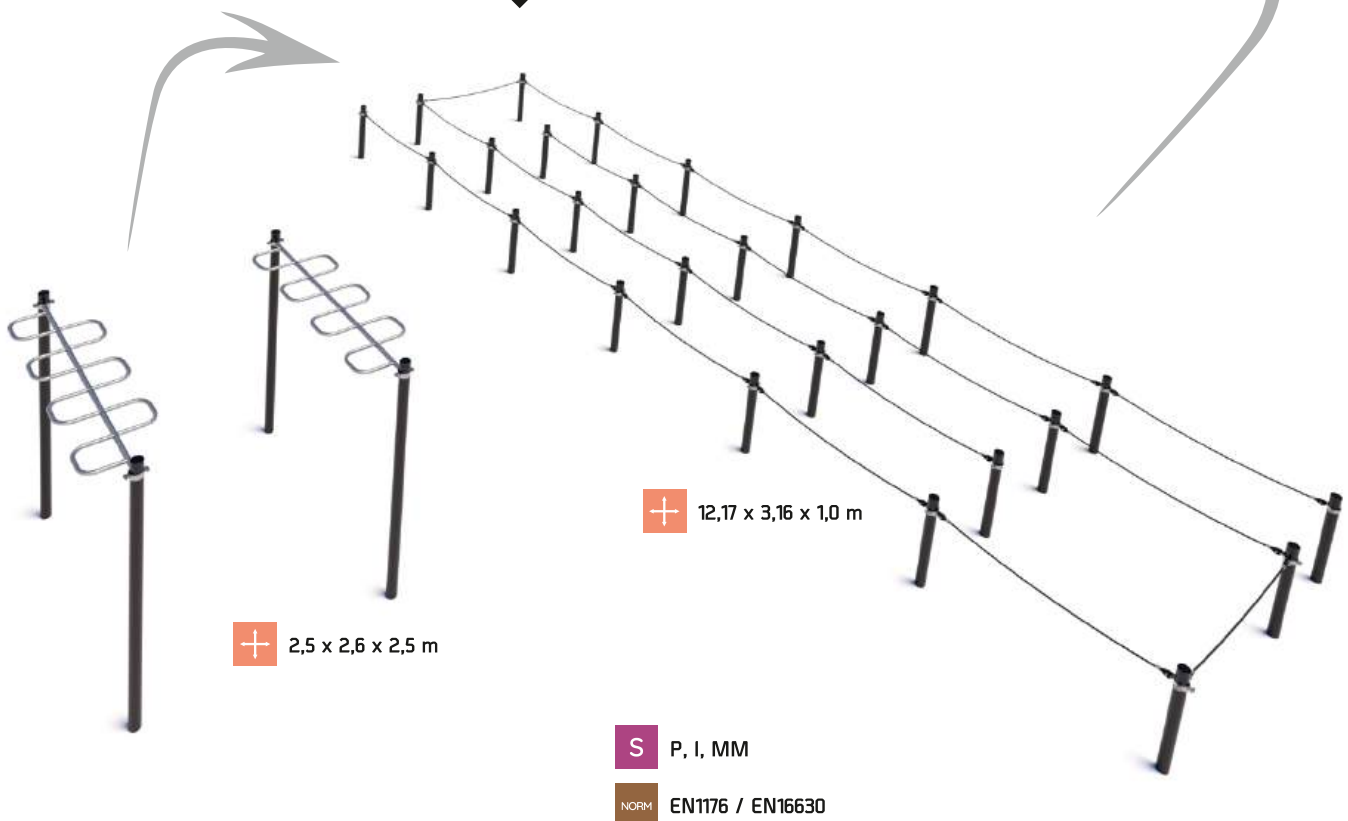 12,17 x 3,16 x 1,0 m
2,5 x 2,6 x 2,5 m
S P, I, MM
NORM EN1176 / EN16630